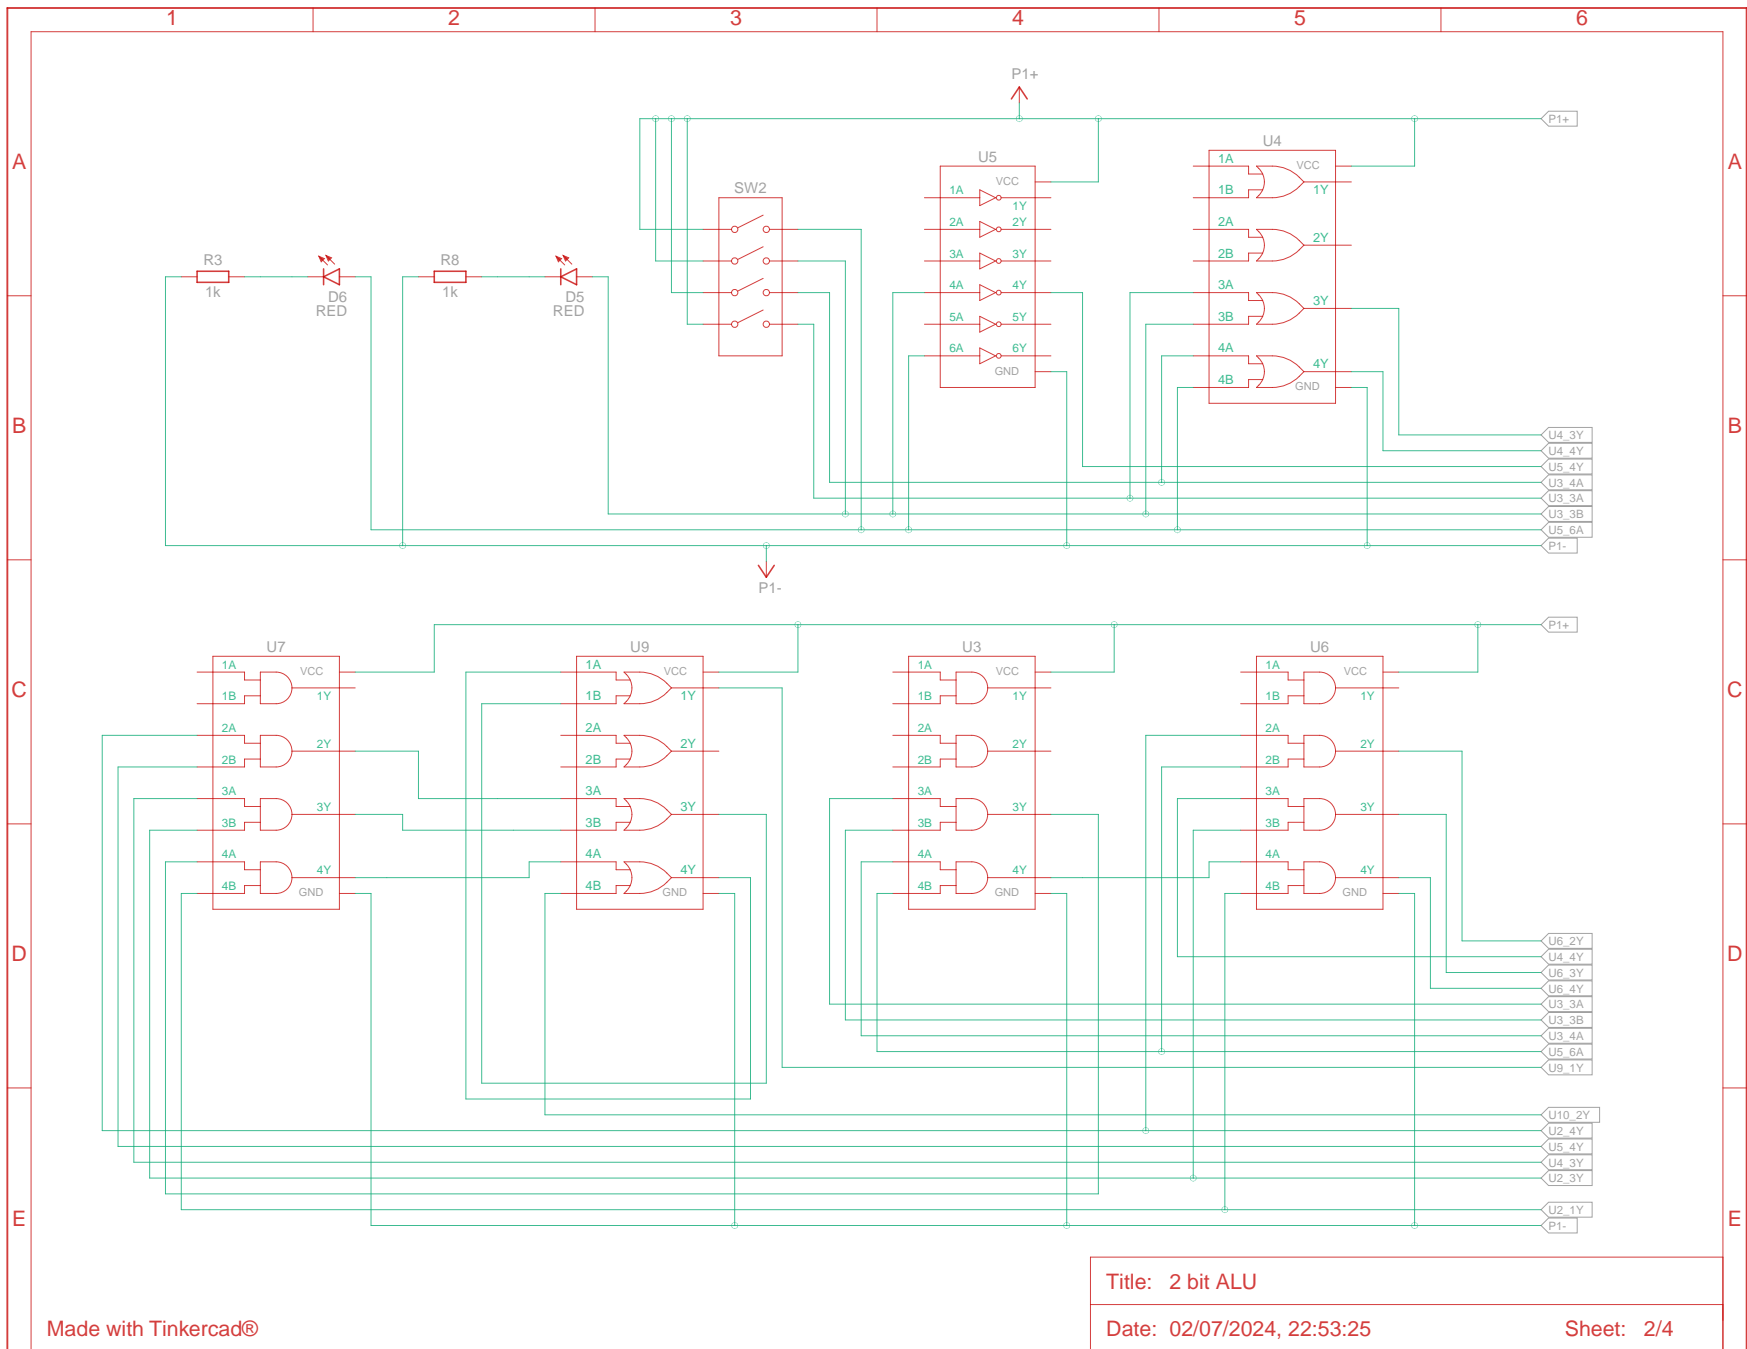 1 2 3 4 5 6
P1+
P1+
A A
U4
U5
SW2
1A VCC
1B 1Y
2A 2Y
2B
3A 3Y
3B
4A 4Y
4B GND
VCC
1A 1Y
2A 2Y
3A 3Y
4A 4Y
5A 5Y
6A 6Y
GND
R3
1k
D6
RED
R8
1k
D5
RED
B B
U4_3Y
U4_4Y
U5_4Y
U3_4A
U3_3A
U3_3B
U5_6A
P1-
P1-
P1+
C C
U7
1A VCC
1B 1Y
2A 2Y
2B
3A 3Y
3B
4A 4Y
4B GND
U9
1A VCC
1B 1Y
2A 2Y
2B
3A 3Y
3B
4A 4Y
4B GND
U3
1A VCC
1B 1Y
2A 2Y
2B
3A 3Y
3B
4A 4Y
4B GND
U6
1A VCC
1B 1Y
2A 2Y
2B
3A 3Y
3B
4A 4Y
4B GND
D D
U6_2Y
U4_4Y
U6_3Y
U6_4Y
U3_3A
U3_3B
U3_4A
U5_6A
U9_1Y
U10_2Y
U2_4Y
U5_4Y
U4_3Y
U2_3Y
U2_1Y
P1-
E E
Title: 2 bit ALU
Made with Tinkercad®
Date: 02/07/2024, 22:53:25 Sheet: 2/4